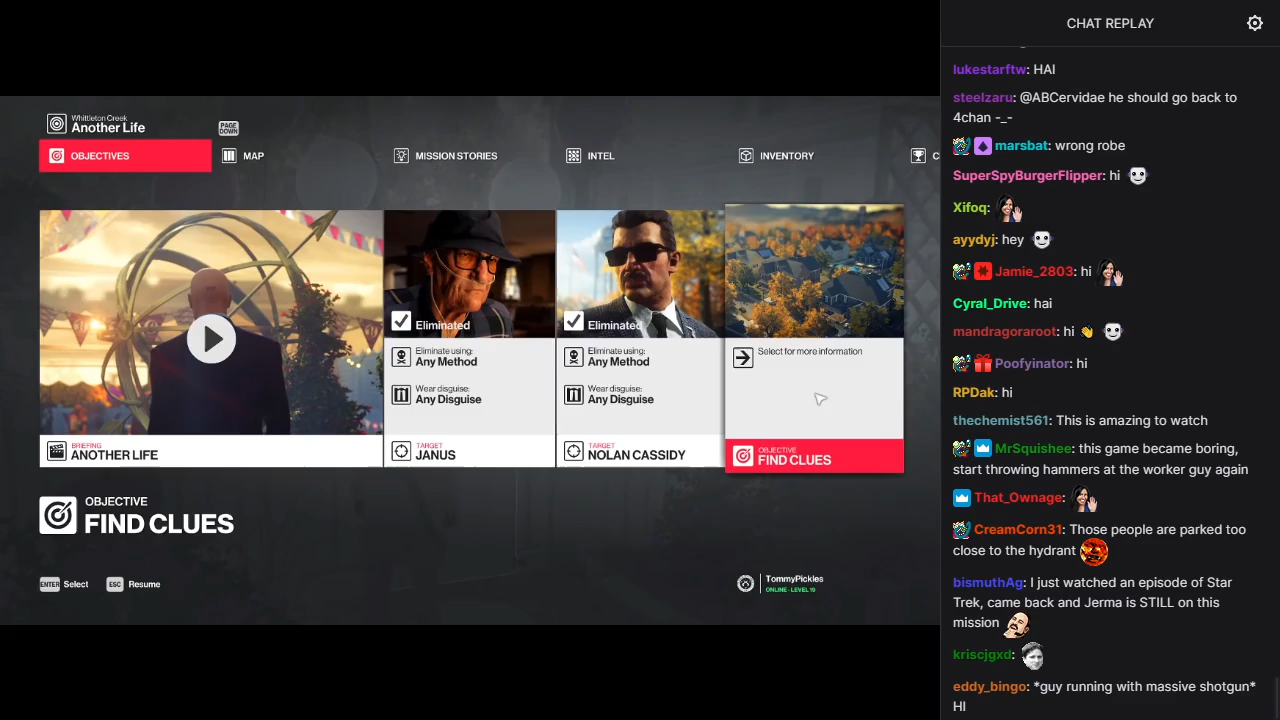 Whittleton Creek
Another Life
PAGE DOWN
OBJECTIVES
MAP
MISSION STORIES
INTEL
INVENTORY
C
Eliminated
Eliminate using:
Any Method
Wear disguise:
Any Disguise
Eliminated
Eliminate using:
Any Method
Wear disguise:
Any Disguise
Select for more information
BRIEFING
ANOTHER LIFE
TARGET
JANUS
TARGET
NOLAN CASSIDY
OBJECTIVE
FIND CLUES
OBJECTIVE
FIND CLUES
ENTER Select
ESC Resume
TommyPickles
ONLINE - LEVEL 19
CHAT REPLAY
lukestarftw: HAI
steelzaru: @ABCervidae he should go back to
4chan -_-
marsbat: wrong robe
SuperSpyBurgerFlipper: hi
Xifoq:
ayydyj: hey
Jamie_2803: hi
Cyral_Drive: hai
mandragoraroot: hi
Poofyinator: hi
RPDak: hi
thechemist561: This is amazing to watch
MrSquishee: this game became boring,
start throwing hammers at the worker guy again
That_Ownage:
CreamCorn31: Those people are parked too
close to the hydrant
bismuthAg: I just watched an episode of Star
Trek, came back and Jerma is STILL on this
mission
kriscjgxd:
eddy_bingo: *guy running with massive shotgun*
HI